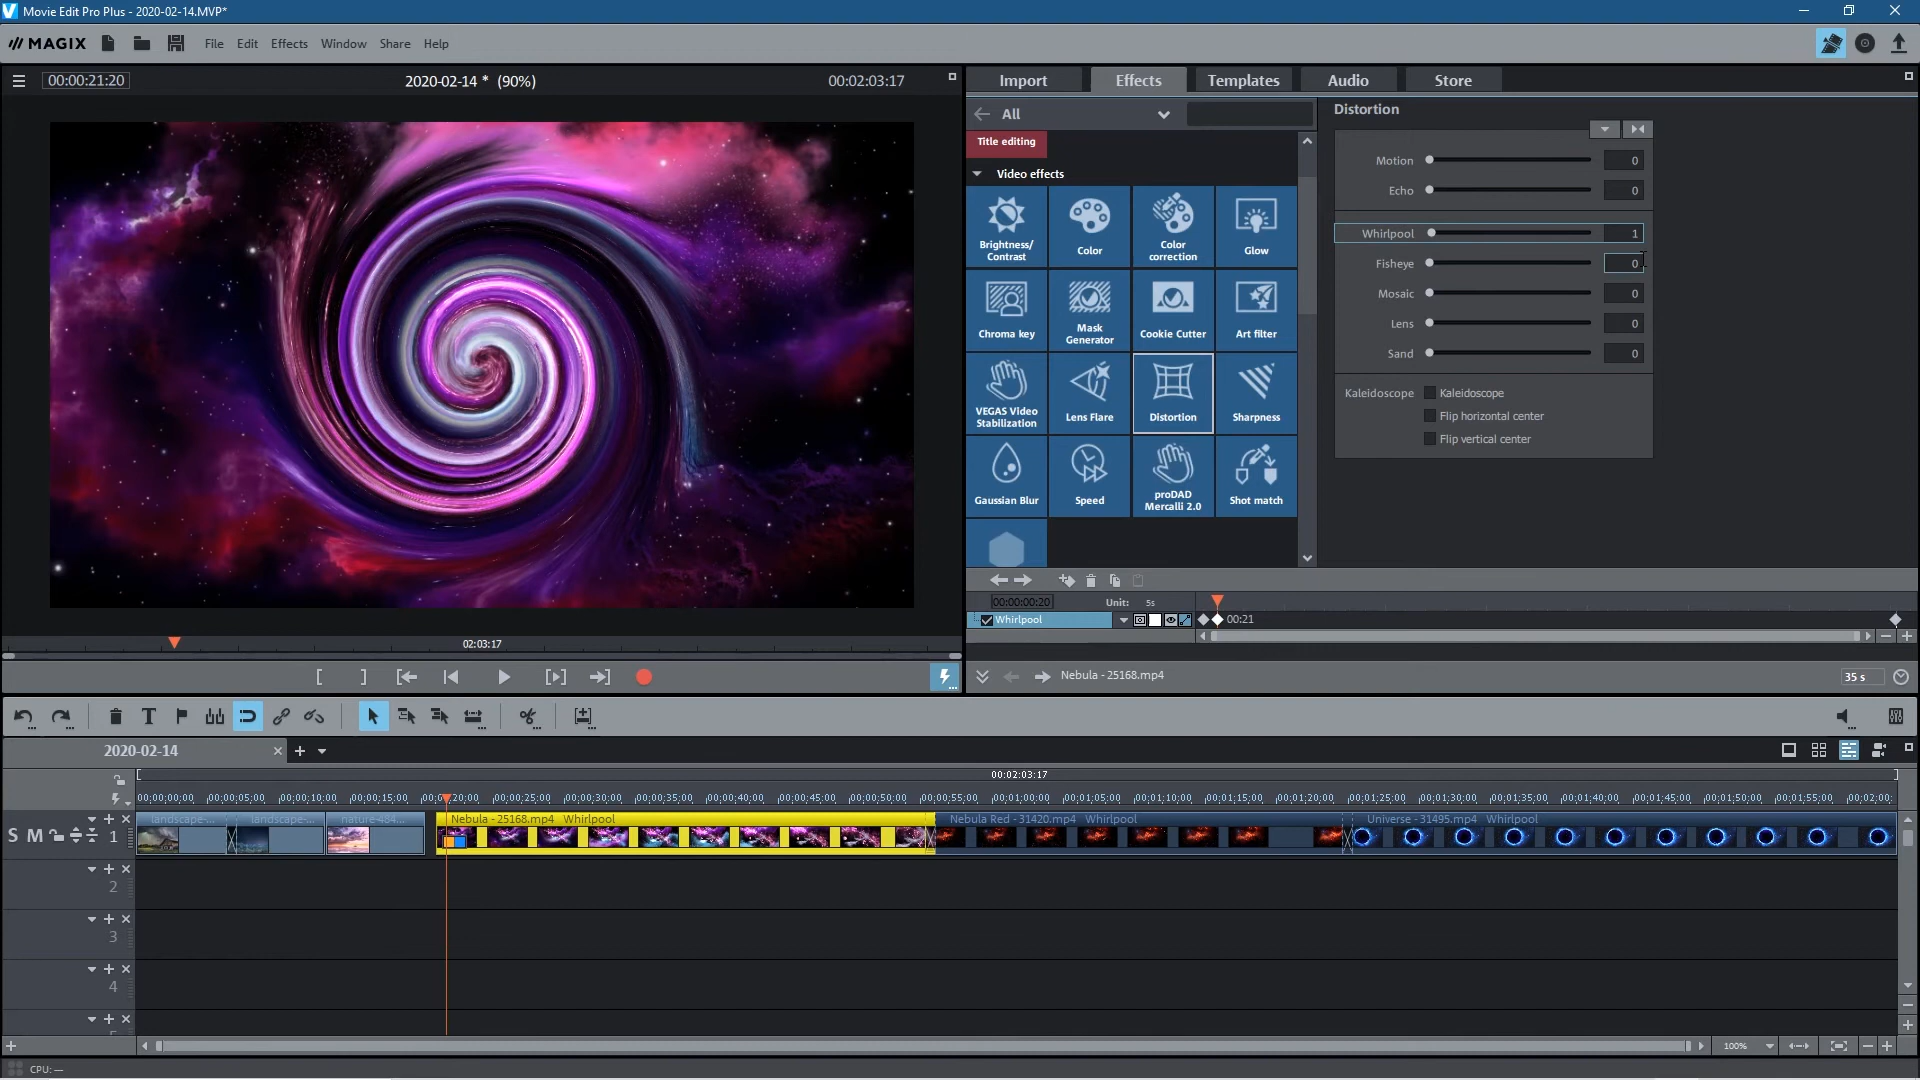 Movie Edit Pro Plus - 2020-02-14.MVP*
MAGIX
File Edit Effects Window Share Help
00:00:21:20
2020-02-14 * (90%)
00:02:03:17
Import Effects Templates Audio Store
All
Title editing
Video effects
Brightness/
Contrast
Color
Color
correction
Glow
Chroma key
Mask
Generator
Cookie Cutter
Art filter
VEGAS Video
Stabilization
Lens Flare
Distortion
Sharpness
Gaussian Blur
Speed
proDAD
Mercalli 2.0
Shot match
Distortion
Motion 0
Echo 0
Whirlpool 1
Fisheye 0
Mosaic 0
Lens 0
Sand 0
Kaleidoscope Kaleidoscope
Flip horizontal center
Flip vertical center
00:00:00:20 Unit: 5s
Whirlpool 00:21
02:03:17
Nebula - 25168.mp4
35 s
2020-02-14
00:02:03:17
00;00;00;00 00;00;05;00 00;00;10;00 00;00;15;00 00;00;25;00 00;00;30;00 00;00;35;00 00;00;40;00 00;00;45;00 00;00;50;00 00;00;55;00 00;01;00;00 00;01;05;00 00;01;10;00 00;01;15;00 00;01;20;00 00;01;25;00 00;01;30;00 00;01;35;00 00;01;40;00 00;01;45;00 00;01;50;00 00;01;55;00 00;02;00;
landscape-... landscape-... nature-484... Nebula - 25168.mp4 Whirlpool Nebula Red - 31420.mp4 Whirlpool Universe - 31495.mp4 Whirlpool
S M 1
2
3
4
100%
CPU: —